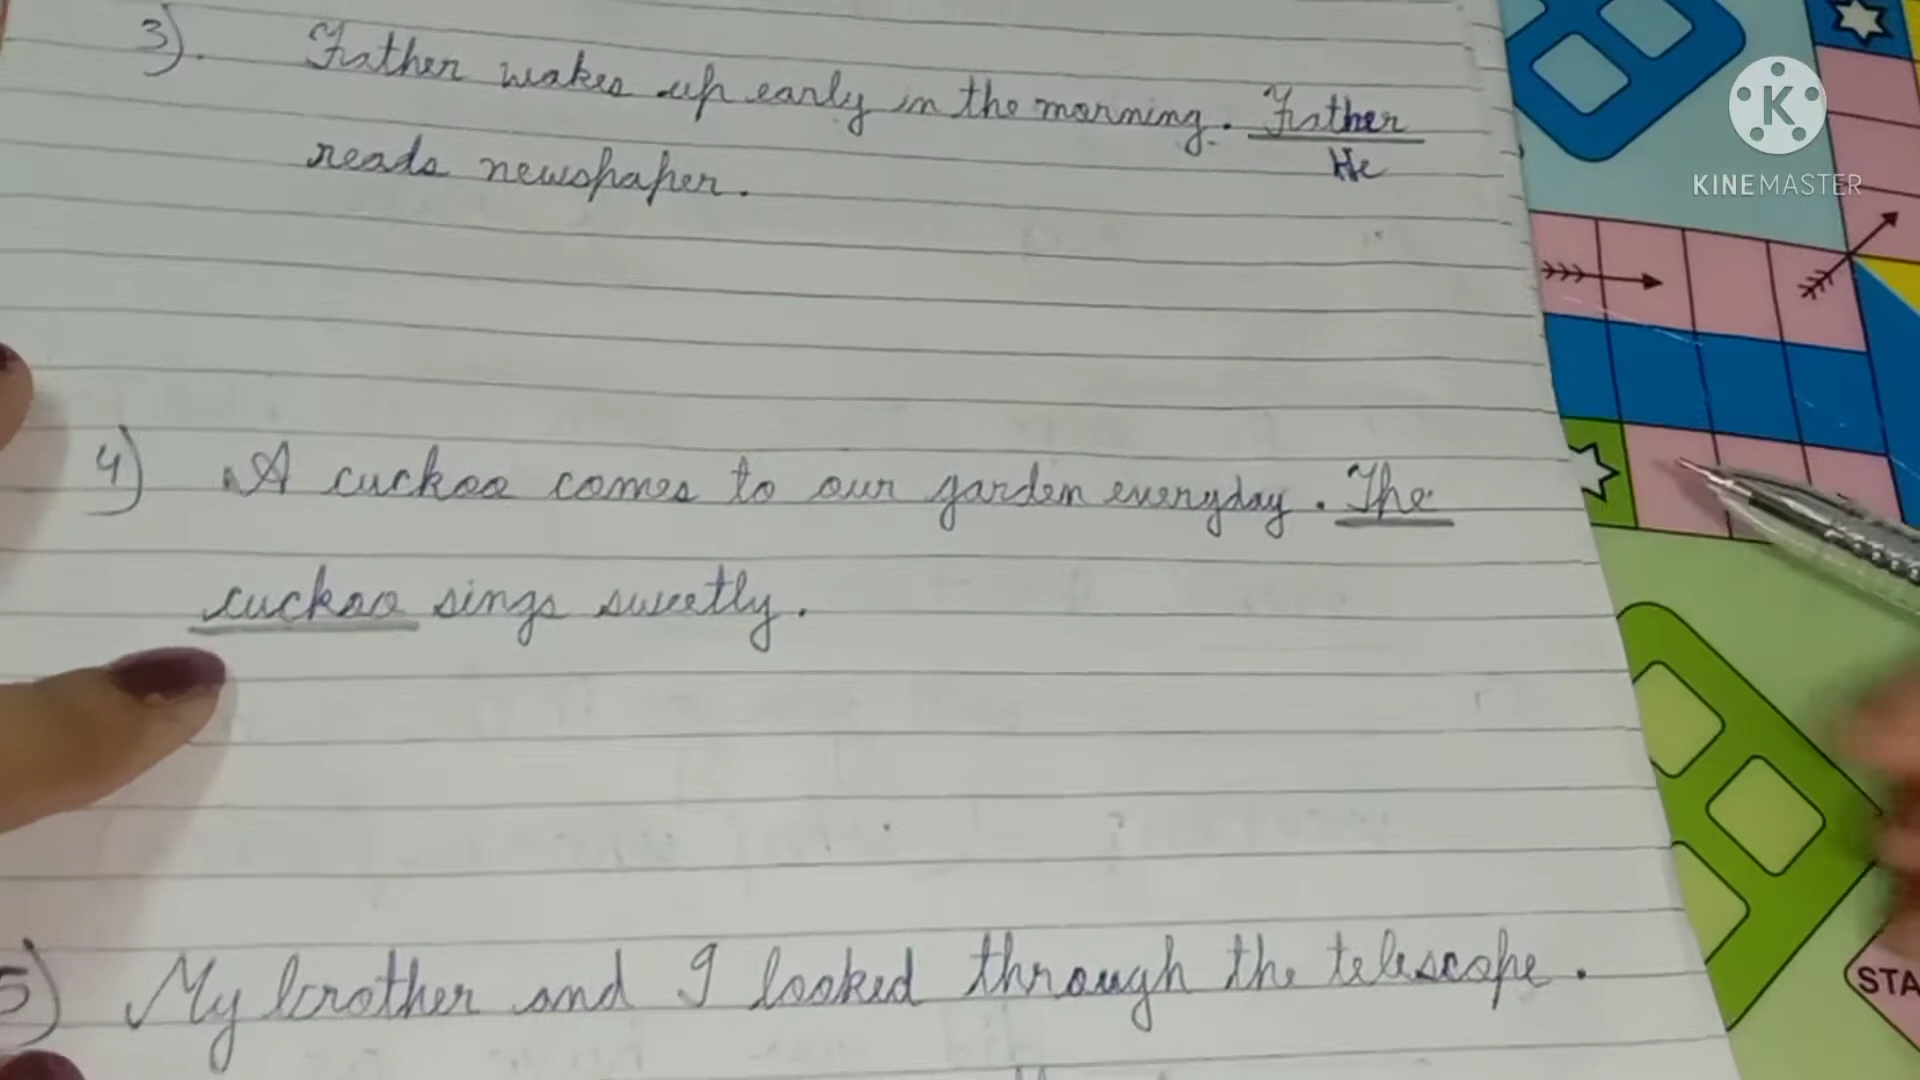 3). Father wakes up early in the morning. Father
He
reads newspaper.
4) A cuckoo comes to our garden everyday. The
cuckoo sings sweetly.
5) My brother and I looked through the telescope.
KINEMASTER
STA